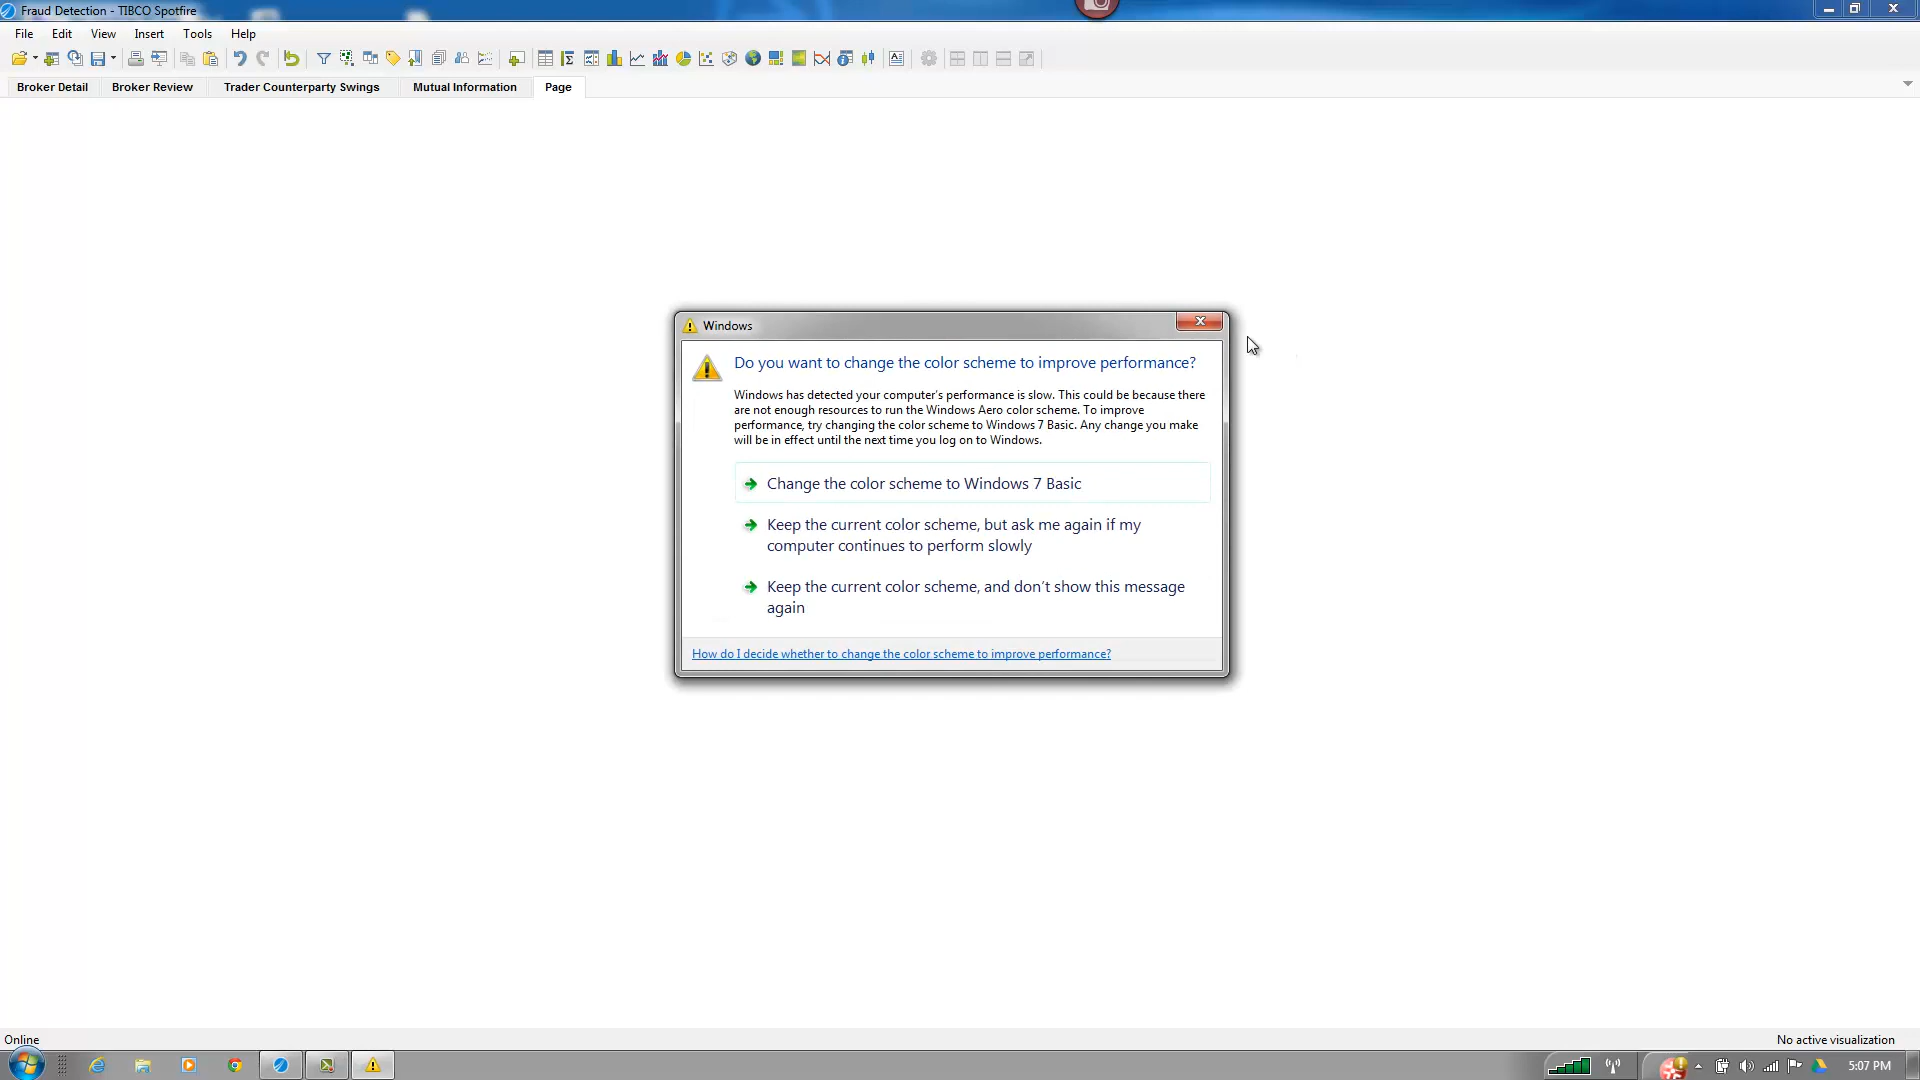 Fraud Detection - TIBCO Spotfire
File Edit View Insert Tools Help
Broker Detail Broker Review Trader Counterparty Swings Mutual Information Page
Windows
Do you want to change the color scheme to improve performance?
Windows has detected your computer's performance is slow. This could be because there
are not enough resources to run the Windows Aero color scheme. To improve
performance, try changing the color scheme to Windows 7 Basic. Any change you make
will be in effect until the next time you log on to Windows.
Change the color scheme to Windows 7 Basic
Keep the current color scheme, but ask me again if my
computer continues to perform slowly
Keep the current color scheme, and don't show this message
again
How do I decide whether to change the color scheme to improve performance?
Online No active visualization
5:07 PM